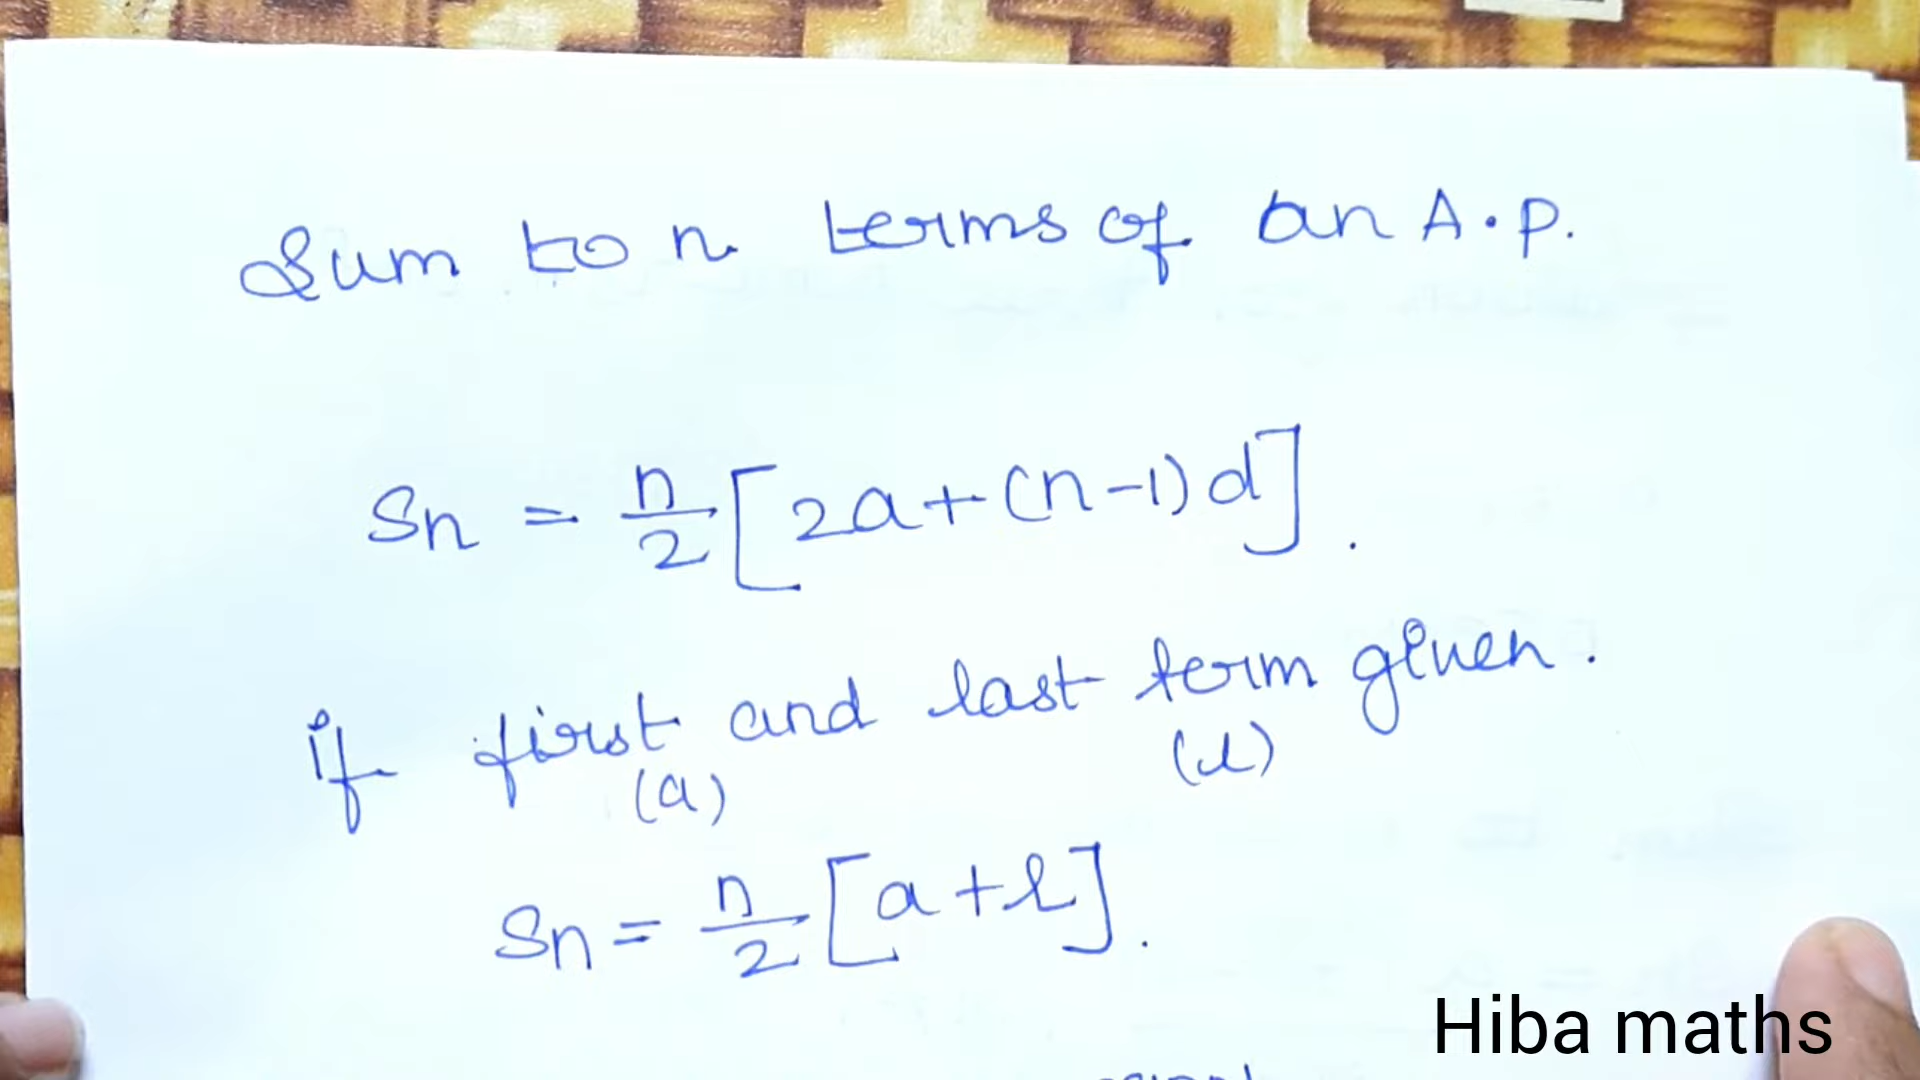 Sum to n terms of an A.P.
Sn = n/2 [2a+(n-1)d].
if first and last term given.
(a) (l)
Sn = n/2 [a+l].
Hiba maths